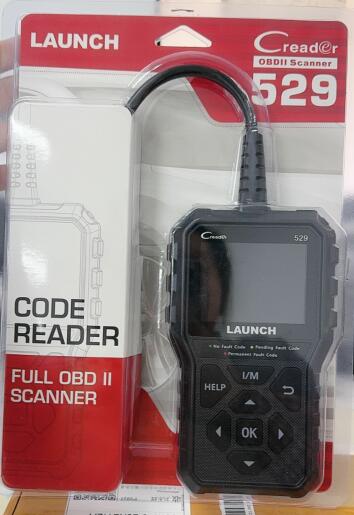 LAUNCH
Creader
OBDII Scanner
529
Creader 529
LAUNCH
No Fault Code Pending Fault Code
Permanent Fault Code
I/M
HELP
OK
CODE
READER
FULL OBD II
SCANNER